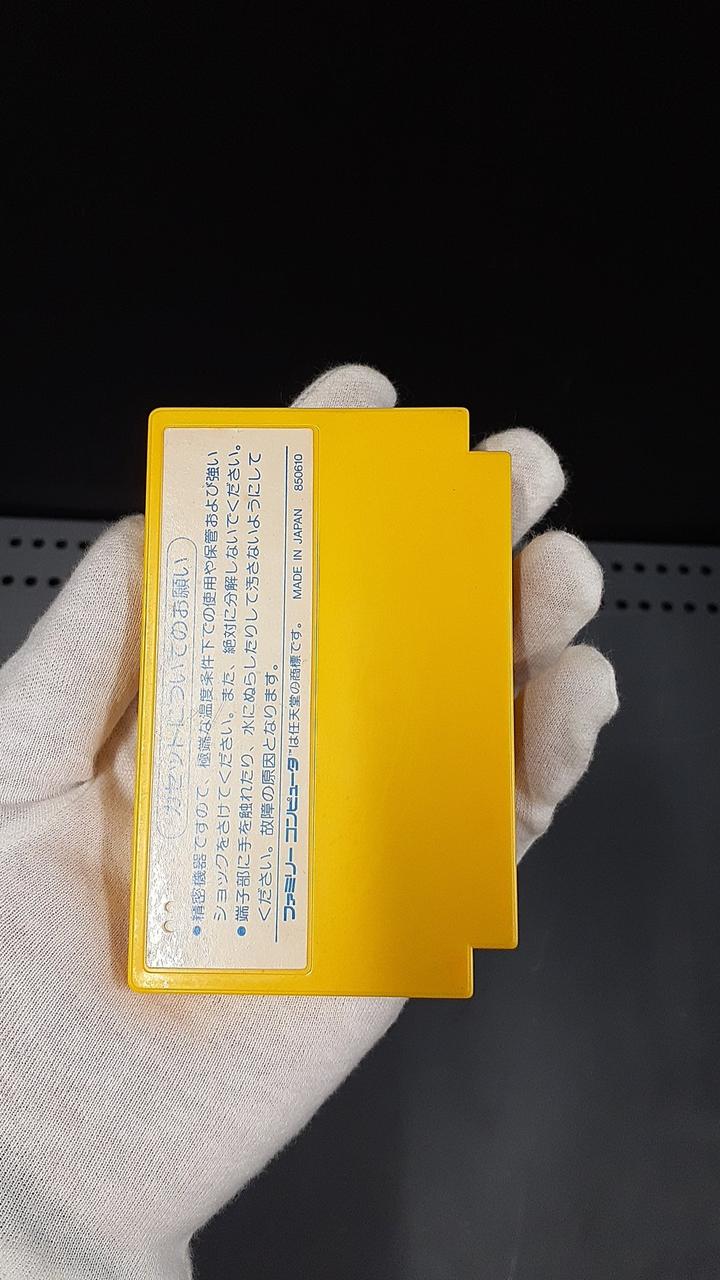 カセットについてのお願い
●精密機器ですので、極端な温度条件下での使用や保管および強い
ショックをさけてください。また、絶対に分解しないでください。
●端子部に手を触れたり、水にぬらしたりして汚さないようにして
ください。故障の原因となります。
ファミリーコンピュータ™は任天堂の商標です。 MADE IN JAPAN 850610